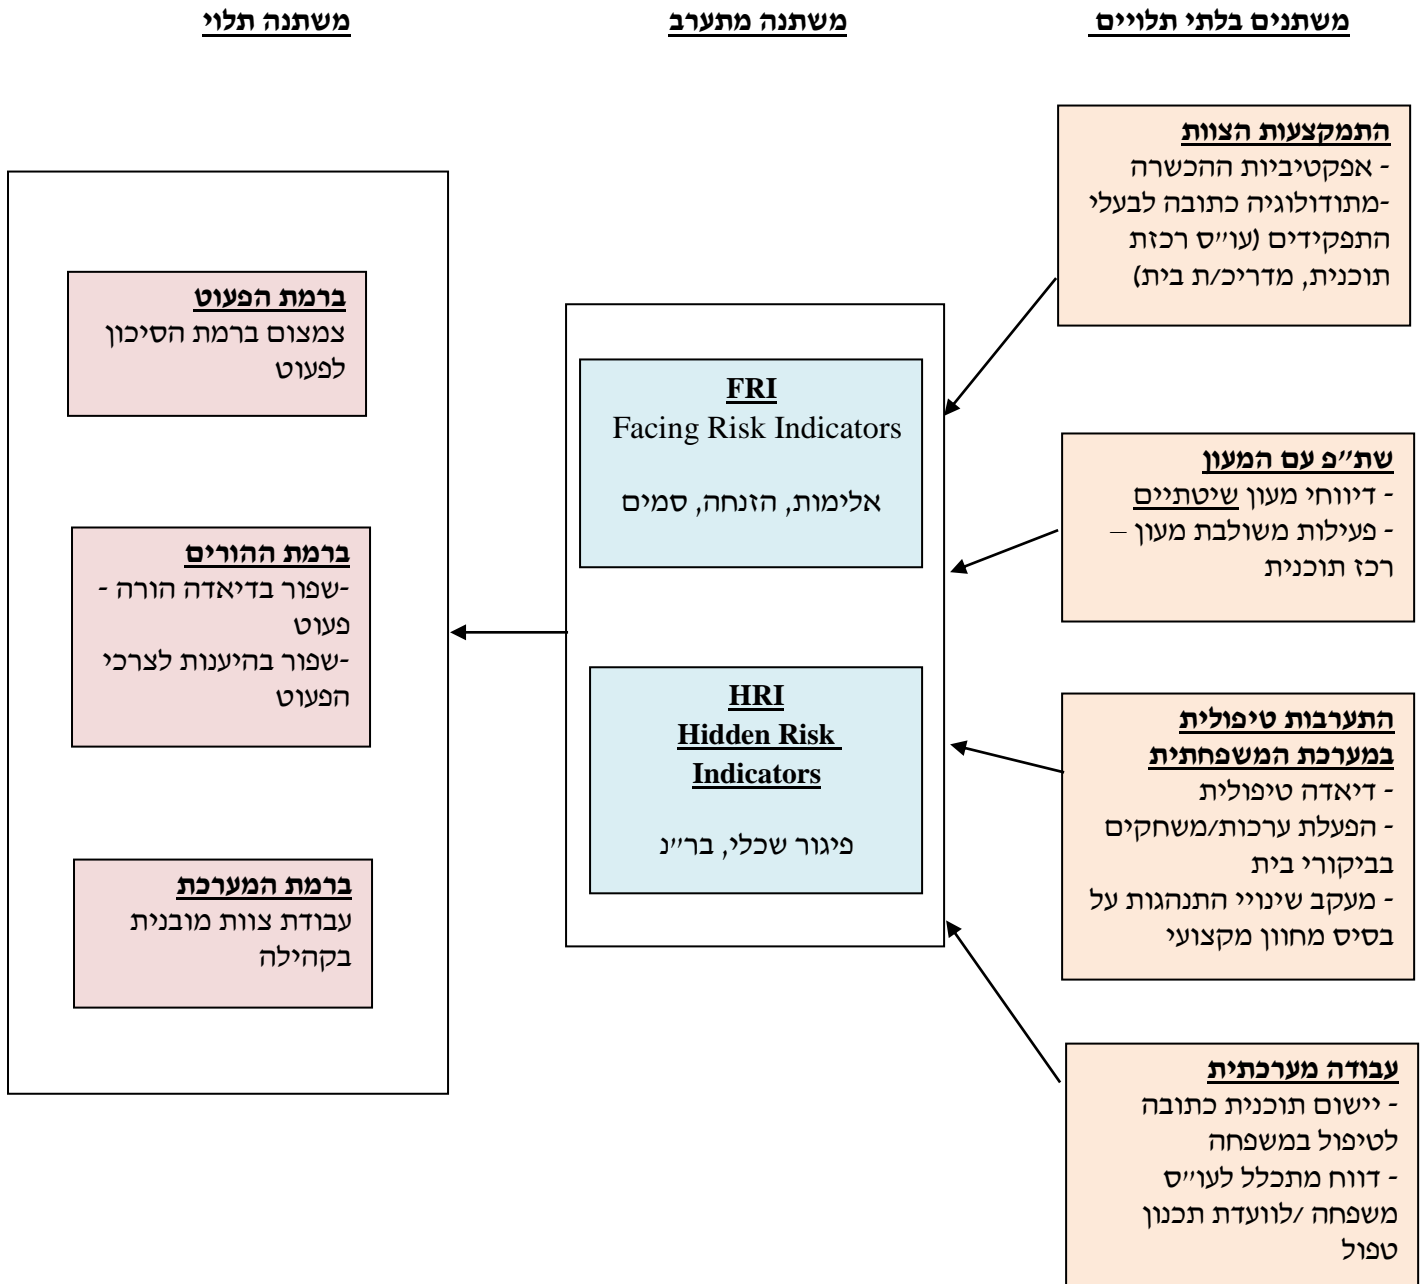 משתנים בלתי תלויים
משתנה מתערב
משתנה תלוי
התמקצעות הצוות
- אפקטיביות ההכשרה
-מתודולוגיה כתובה לבעלי
התפקידים (עו״ס רכזת
תוכנית, מדריכ/ת בית)
שת״פ עם המעון
- דיווחי מעון שיטתיים
- פעילות משולבת מעון –
רכז תוכנית
התערבות טיפולית
במערכת המשפחתית
- דיאדה טיפולית
- הפעלת ערכות/משחקים
בביקורי בית
- מעקב שינויי התנהגות על
בסיס מחוון מקצועי
עבודה מערכתית
- יישום תוכנית כתובה
לטיפול במשפחה
- דווח מתכלל לעו״ס
משפחה /לוועדת תכנון
טפול
FRI
Facing Risk Indicators
אלימות, הזנחה, סמים
HRI
Hidden Risk
Indicators
פיגור שכלי, בר״נ
ברמת הפעוט
צמצום ברמת הסיכון
לפעוט
ברמת ההורים
-שפור בדיאדה הורה -
פעוט
-שפור בהיענות לצרכי
הפעוט
ברמת המערכת
עבודת צוות מובנית
בקהילה